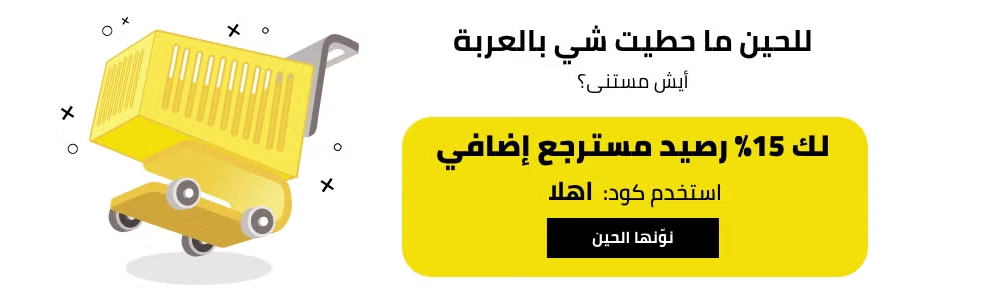 للحين ما حطيت شي بالعربة
أيش مستنى؟
لك 15% رصيد مسترجع إضافي
استخدم كود: اهلا
نوّنها الحين